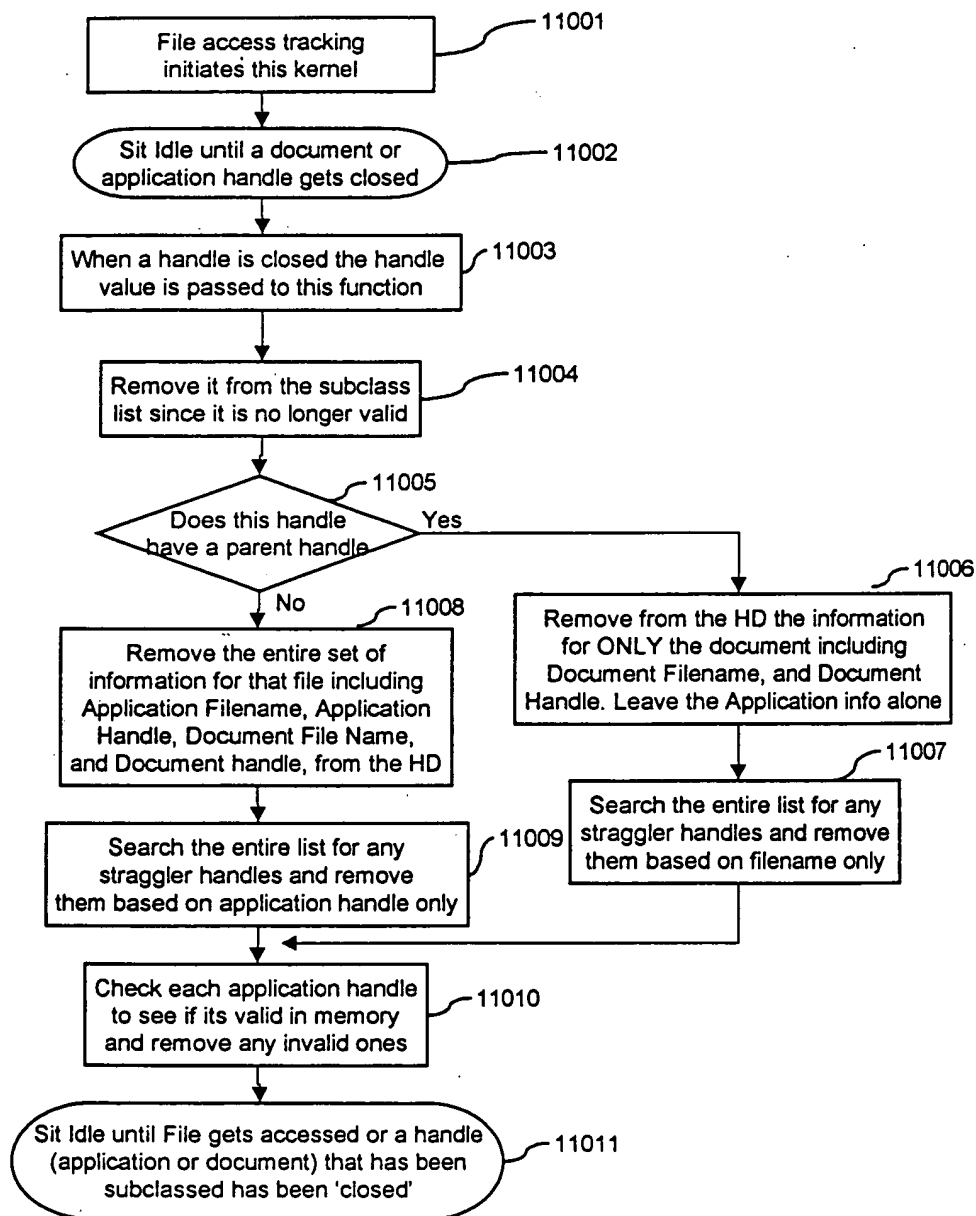 11001
File access tracking
initiates this kernel
Sit Idle until a document or
application handle gets closed
11002
When a handle is closed the handle
value is passed to this function
11003
Remove it from the subclass
list since it is no longer valid
11004
11005
Does this handle
have a parent handle
Yes
No
11006
Remove from the HD the information
for ONLY the document including
Document Filename, and Document
Handle. Leave the Application info alone
11008
Remove the entire set of
information for that file including
Application Filename, Application
Handle, Document File Name,
and Document handle, from the HD
11007
Search the entire list for any
straggler handles and remove
them based on filename only
Search the entire list for any
straggler handles and remove
them based on application handle only
11009
Check each application handle
to see if its valid in memory
and remove any invalid ones
11010
Sit Idle until File gets accessed or a handle
(application or document) that has been
subclassed has been 'closed'
11011